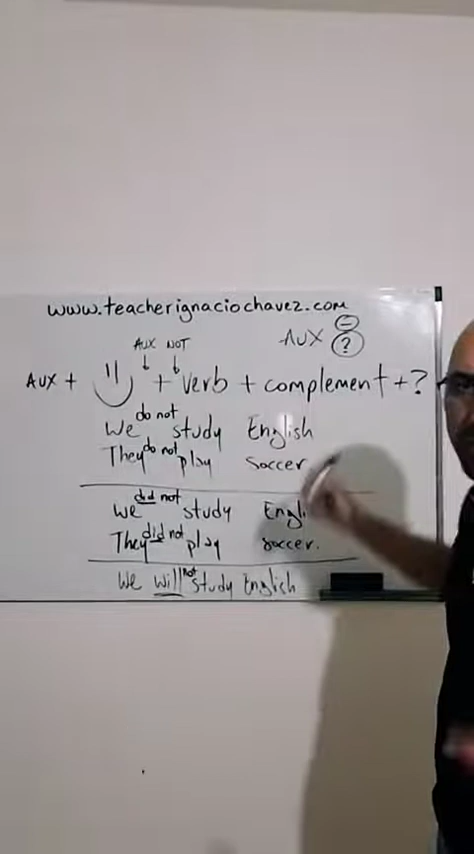 www.teacherignaciochavez.com
AUX - ?
AUX NOT
AUX + + verb + complement + ?
We do not study English
They do not play Soccer
We did not study Engli
They did not play soccer.
We will not study English